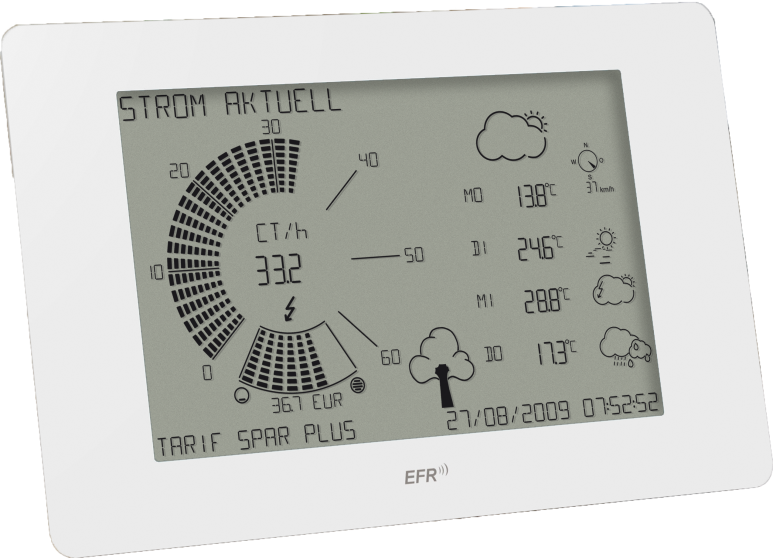 STROM AKTUELL
30
20
40
CT/h
33.2
10
50
0
60
36.7 EUR
TARIF SPAR PLUS
N
W O
S
37 km/h
MO 13.8°C
DI 24.6°C
MI 28.8°C
DO 17.3°C
27/08/2009 07:52:52
EFR